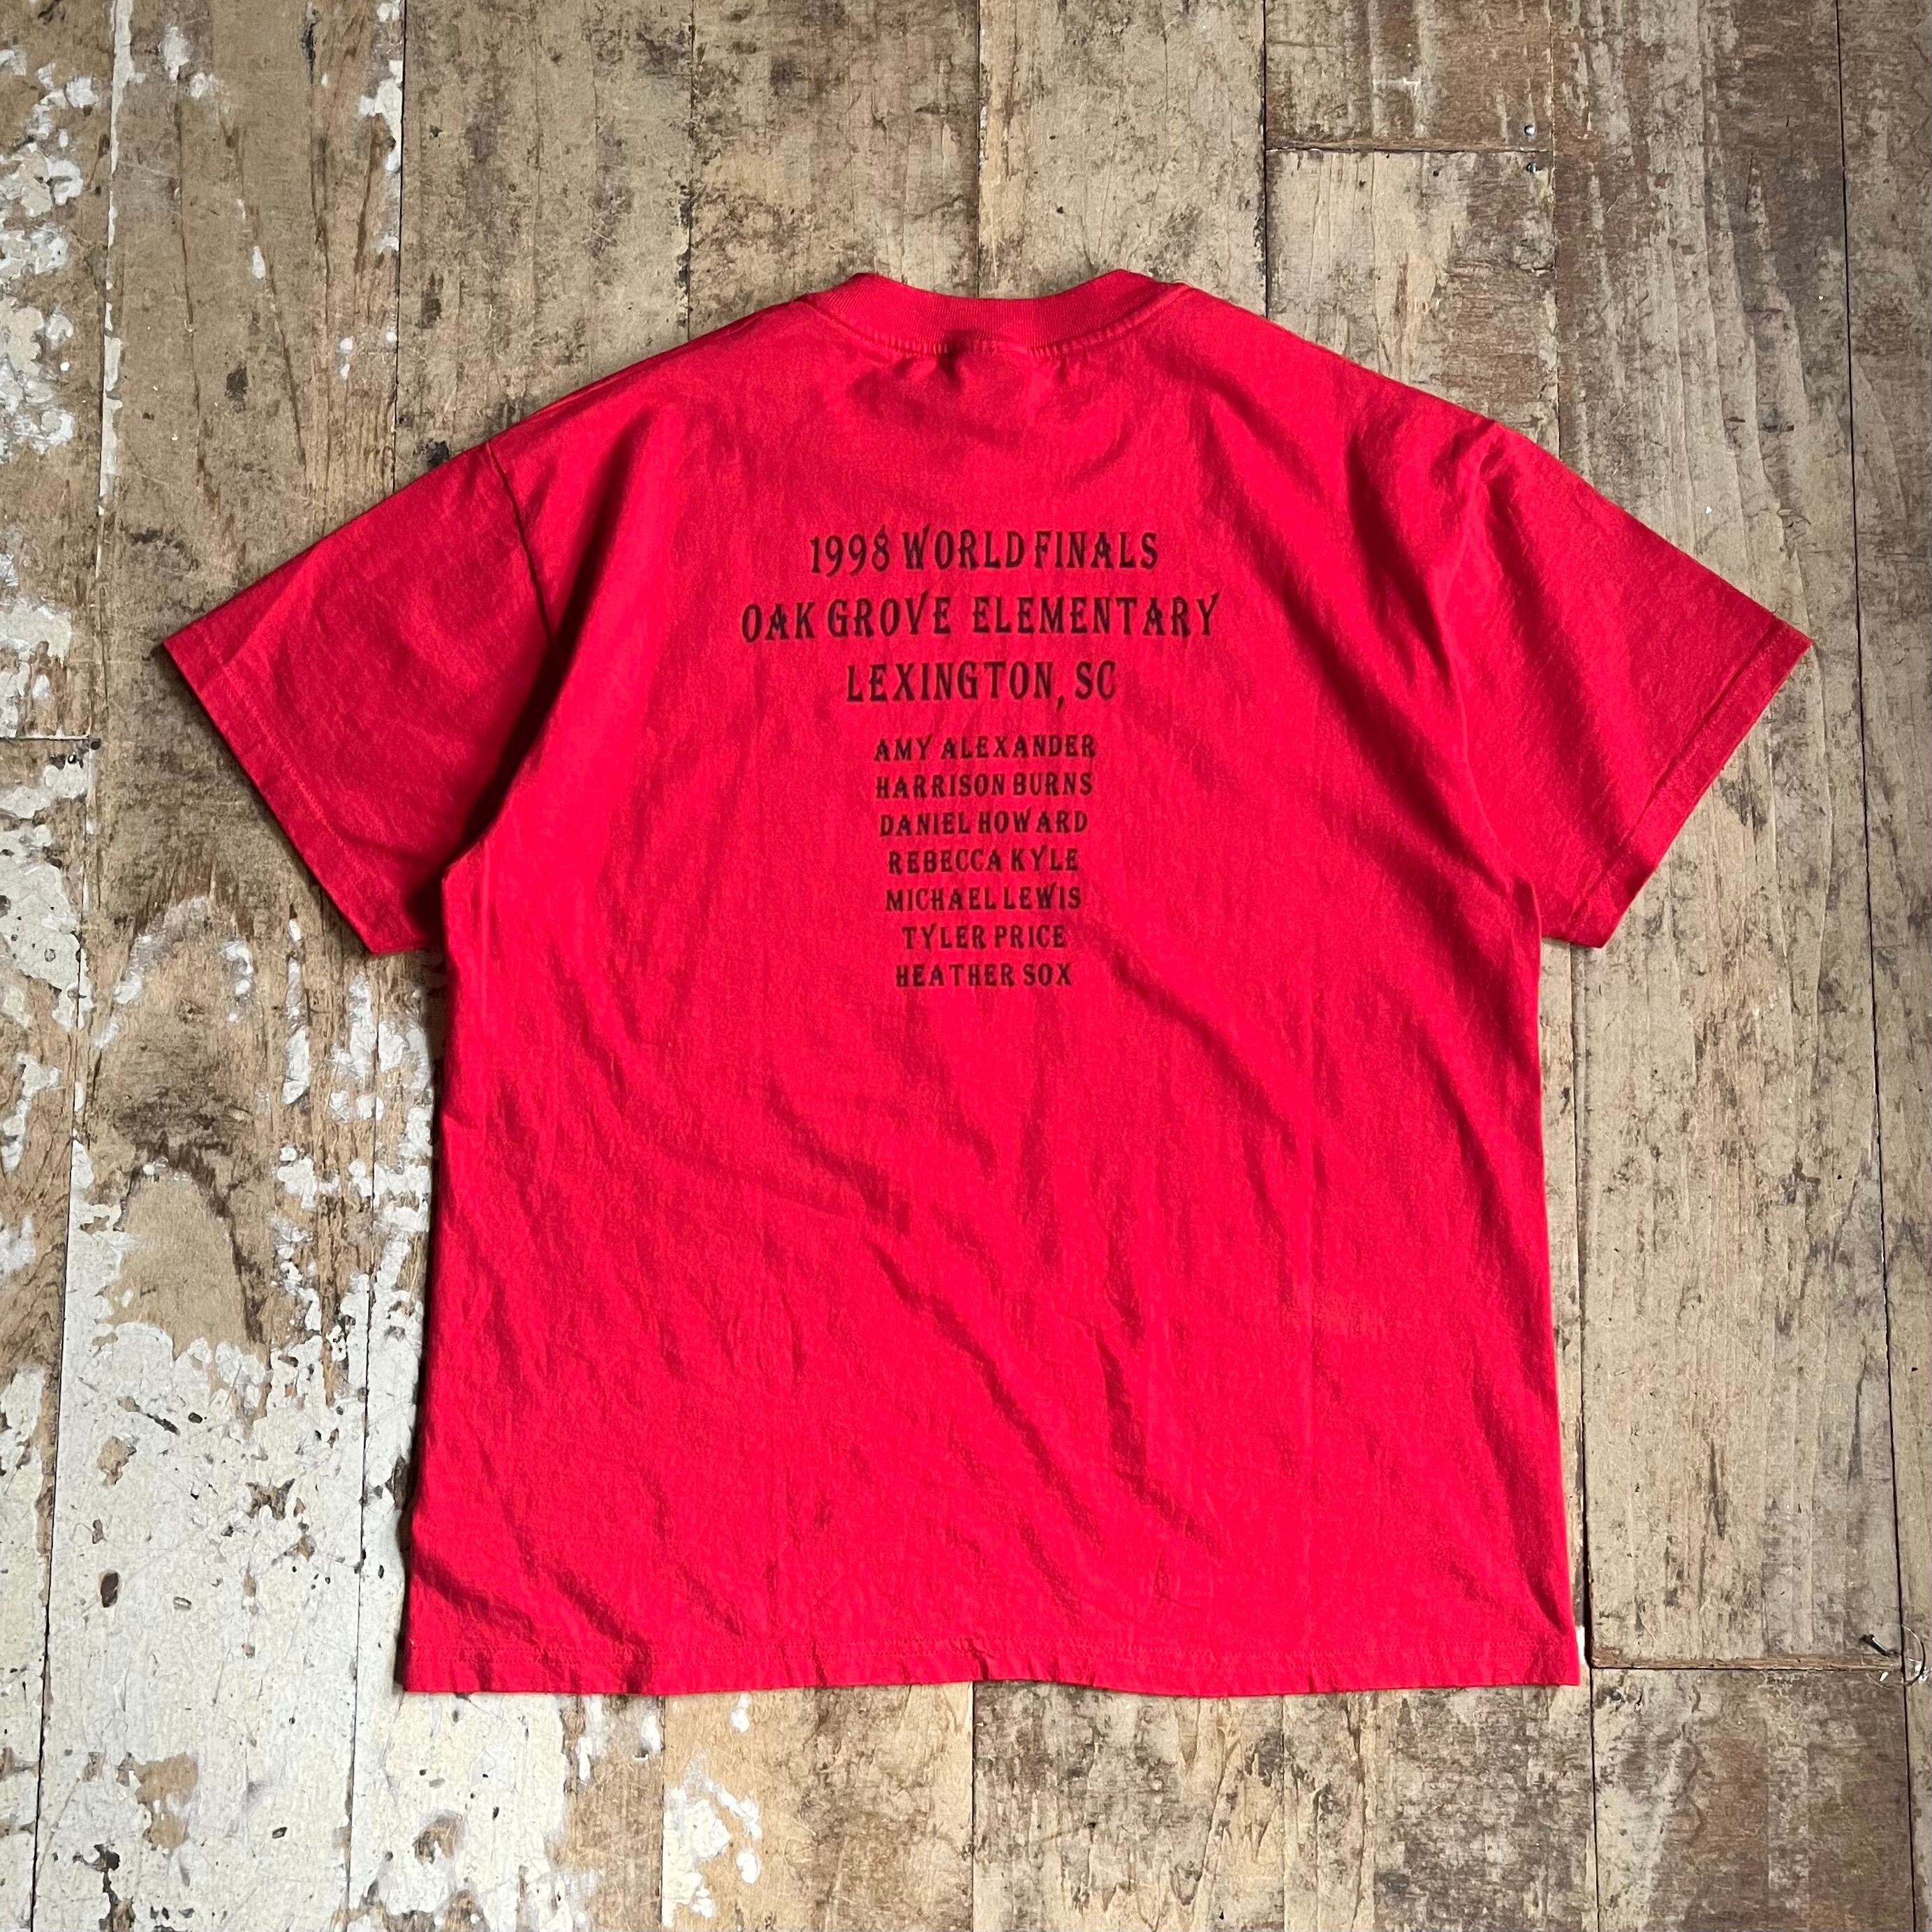 1998 WORLD FINALS
OAK GROVE ELEMENTARY
LEXINGTON, SC
AMY ALEXANDER
HARRISON BURNS
DANIEL HOWARD
REBECCA KYLE
MICHAEL LEWIS
TYLER PRICE
HEATHER SOX